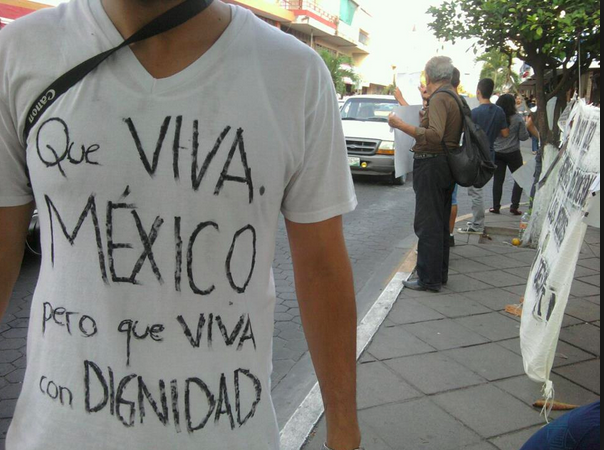 Canon
Que VIVA.
MÉXICO
pero que VIVA
con DIGNIDAD